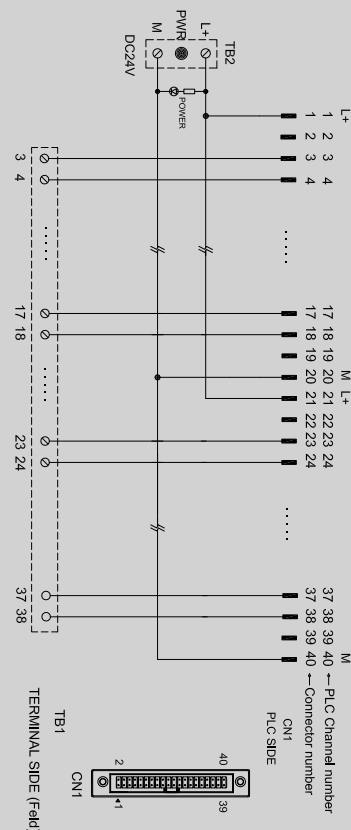 L+ M L+ M
1 2 3 4 ...... 17 18 19 20 21 22 23 24 ...... 37 38 39 40 ← PLC Channel number
1 2 3 4 17 18 19 20 21 22 23 24 37 38 39 40 ← Connector number
CN1
PLC SIDE
TB2
L+
PWR
M
DC24V
POWER
3 4 ...... 17 18 ...... 23 24 37 38
TB1
TERMINAL SIDE (Feld)
40
39
2
1
CN1